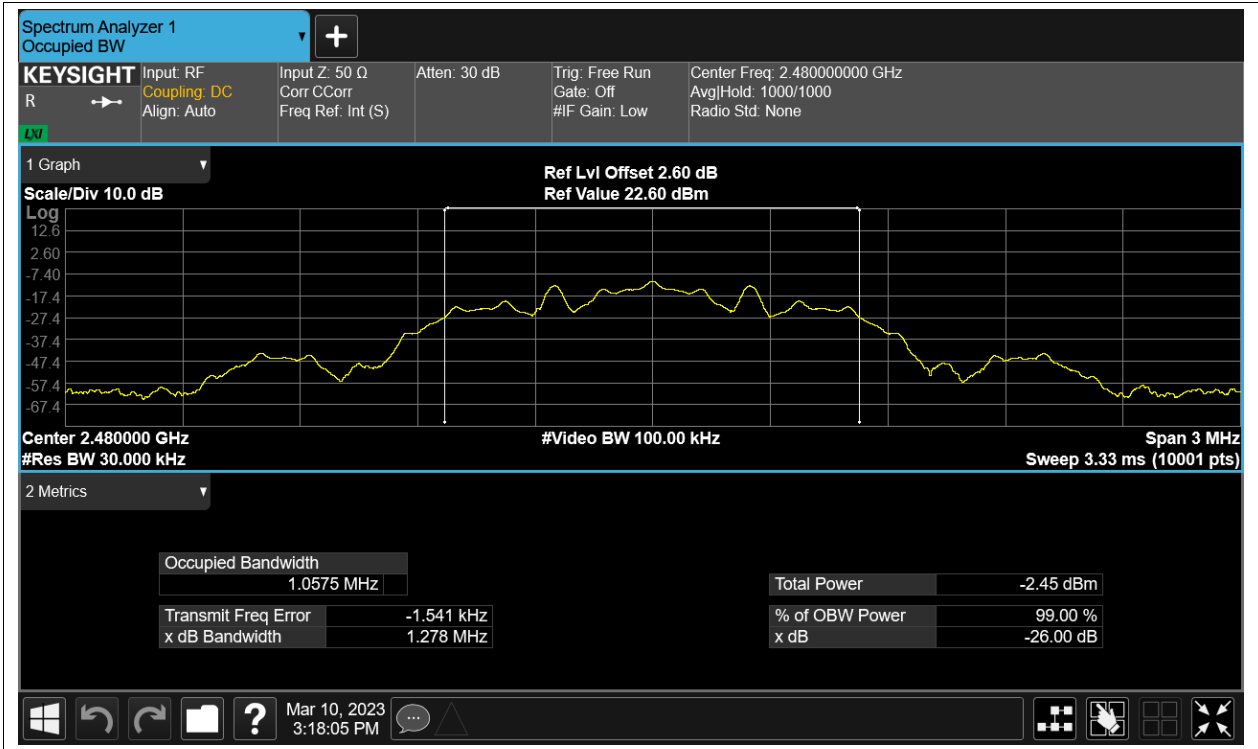 Spectrum Analyzer 1
Occupied BW
KEYSIGHT
R
LXI
Input: RF
Coupling: DC
Align: Auto
Input Z: 50 Ω
Corr CCorr
Freq Ref: Int (S)
Atten: 30 dB
Trig: Free Run
Gate: Off
#IF Gain: Low
Center Freq: 2.480000000 GHz
Avg|Hold: 1000/1000
Radio Std: None
1 Graph
Scale/Div 10.0 dB
Ref Lvl Offset 2.60 dB
Ref Value 22.60 dBm
Log
12.6
2.60
-7.40
-17.4
-27.4
-37.4
-47.4
-57.4
-67.4
Center 2.480000 GHz
#Res BW 30.000 kHz
#Video BW 100.00 kHz
Span 3 MHz
Sweep 3.33 ms (10001 pts)
2 Metrics
Occupied Bandwidth
1.0575 MHz
Transmit Freq Error -1.541 kHz
x dB Bandwidth 1.278 MHz
Total Power -2.45 dBm
% of OBW Power 99.00 %
x dB -26.00 dB
?
Mar 10, 2023
3:18:05 PM